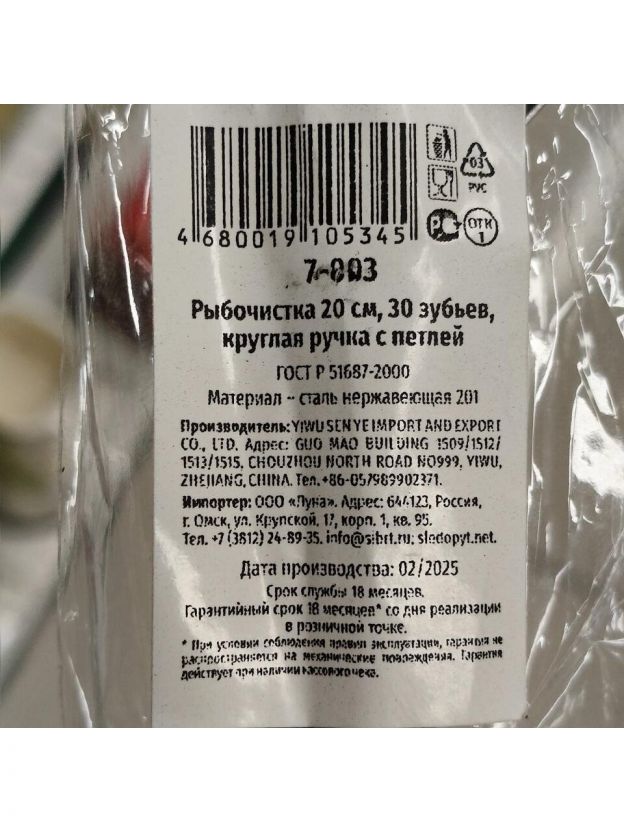 03
PVC
РС
ОТК
1
4 680019 105345
7-803
Рыбочистка 20 см, 30 зубьев,
круглая ручка с петлей
ГОСТ Р 51687-2000
Материал - сталь нержавеющая 201
Производитель: YIWU SENYE IMPORT AND EXPORT
CO., LTD. Адрес: GUO MAO BUILDING 1509/1512/
1513/1515, CHOUZHOU NORTH ROAD NO999, YIWU,
ZHEJIANG, CHINA. Тел.+86-057989902371.
Импортер: ООО «Луна». Адрес: 644123, Россия,
г. Омск, ул. Крупской, 17, корп. 1, кв. 95.
Тел. +7 (3812) 24-89-35. info@sibrt.ru; sledopyt.net.
Дата производства: 02/2025
Срок службы 18 месяцев.
Гарантийный срок 18 месяцев* со дня реализации
в розничной точке.
* При условии соблюдения правил эксплуатации, гарантия не
распространяется на механические повреждения. Гарантия
действует при наличии кассового чека.